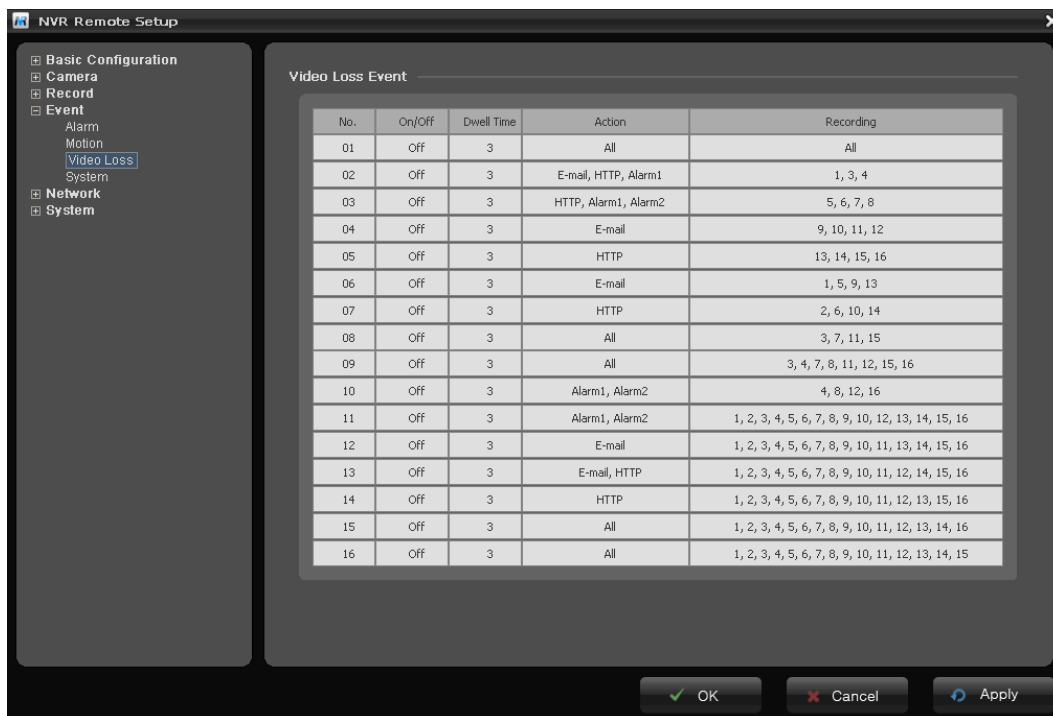 NVR Remote Setup
Basic Configuration
Camera
Record
Event
Alarm
Motion
Video Loss
System
Network
System
Video Loss Event
No. On/Off Dwell Time Action Recording
01 Off 3 All All
02 Off 3 E-mail, HTTP, Alarm1 1, 3, 4
03 Off 3 HTTP, Alarm1, Alarm2 5, 6, 7, 8
04 Off 3 E-mail 9, 10, 11, 12
05 Off 3 HTTP 13, 14, 15, 16
06 Off 3 E-mail 1, 5, 9, 13
07 Off 3 HTTP 2, 6, 10, 14
08 Off 3 All 3, 7, 11, 15
09 Off 3 All 3, 4, 7, 8, 11, 12, 15, 16
10 Off 3 Alarm1, Alarm2 4, 8, 12, 16
11 Off 3 Alarm1, Alarm2 1, 2, 3, 4, 5, 6, 7, 8, 9, 10, 12, 13, 14, 15, 16
12 Off 3 E-mail 1, 2, 3, 4, 5, 6, 7, 8, 9, 10, 11, 13, 14, 15, 16
13 Off 3 E-mail, HTTP 1, 2, 3, 4, 5, 6, 7, 8, 9, 10, 11, 12, 14, 15, 16
14 Off 3 HTTP 1, 2, 3, 4, 5, 6, 7, 8, 9, 10, 11, 12, 13, 15, 16
15 Off 3 All 1, 2, 3, 4, 5, 6, 7, 8, 9, 10, 11, 12, 13, 14, 16
16 Off 3 All 1, 2, 3, 4, 5, 6, 7, 8, 9, 10, 11, 12, 13, 14, 15
OK Cancel Apply